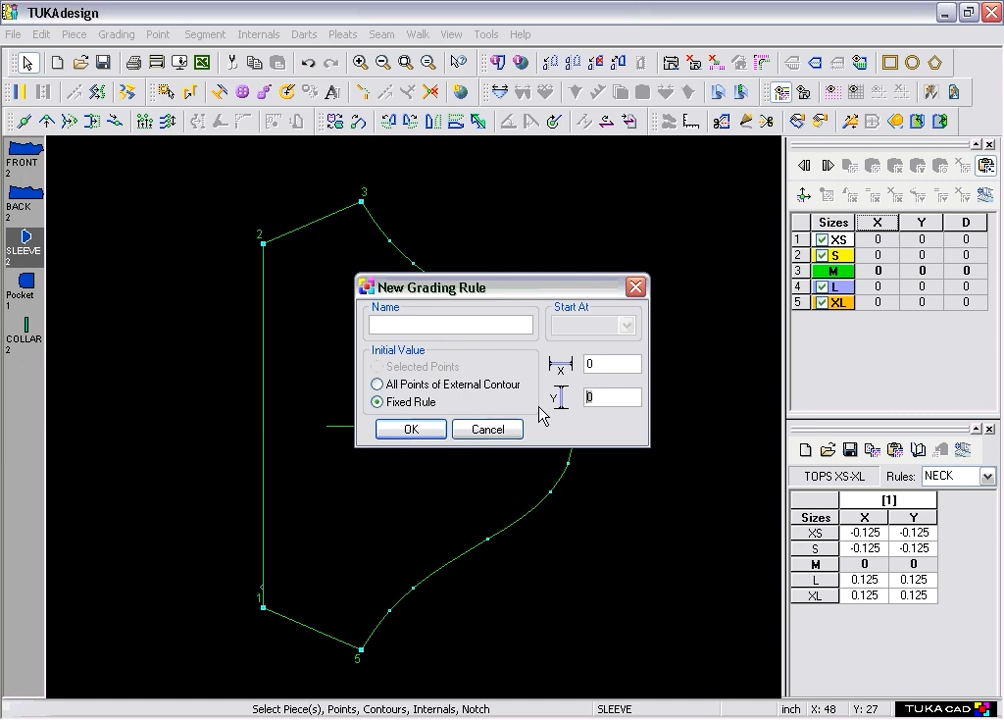 TUKAdesign
File Edit Piece Grading Point Segment Internals Darts Pleats Seam Walk View Tools Help
FRONT
2
BACK
2
SLEEVE
2
Pocket
1
COLLAR
2
3
2
1
5
New Grading Rule
Name
Start At
Initial Value
Selected Points
All Points of External Contour
Fixed Rule
X 0
Y 0
OK Cancel
Sizes X Y D
1 XS 0 0 0
2 S 0 0 0
3 M 0 0 0
4 L 0 0 0
5 XL 0 0 0
TOPS XS-XL Rules: NECK
[1]
Sizes X Y
XS -0.125 -0.125
S -0.125 -0.125
M 0 0
L 0.125 0.125
XL 0.125 0.125
Select Piece(s), Points, Contours, Internals, Notch SLEEVE inch X: 48 Y: 27 TUKACAD